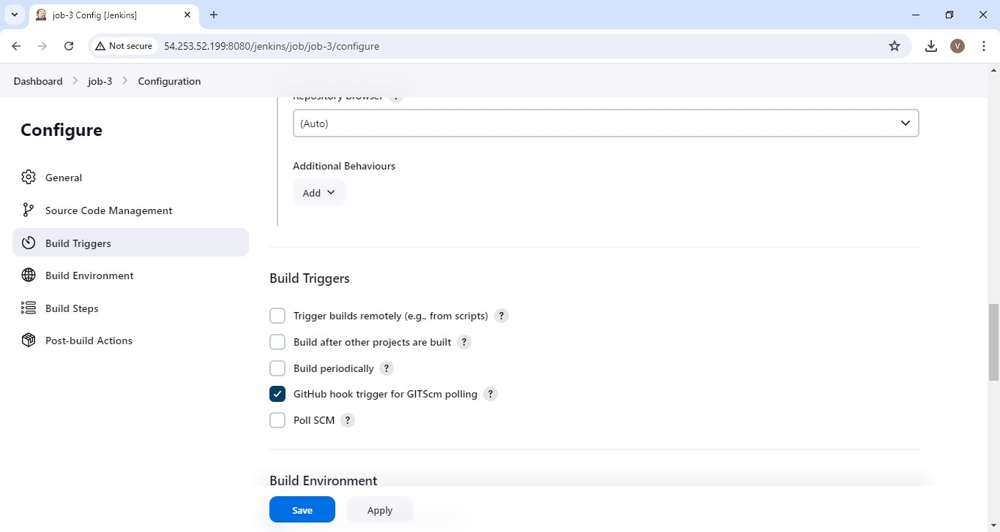 job-3 Config [Jenkins]
Not secure 54.253.52.199:8080/jenkins/job/job-3/configure
V
Dashboard job-3 Configuration
Repository browser ?
Configure
(Auto)
General
Additional Behaviours
Add
Source Code Management
Build Triggers
Build Environment
Build Steps
Post-build Actions
Build Triggers
Trigger builds remotely (e.g., from scripts) ?
Build after other projects are built ?
Build periodically ?
GitHub hook trigger for GITScm polling ?
Poll SCM ?
Build Environment
Save Apply